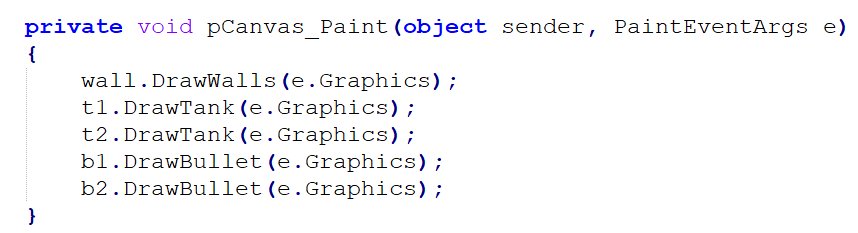 private void pCanvas_Paint(object sender, PaintEventArgs e)
{
    wall.DrawWalls(e.Graphics);
    t1.DrawTank(e.Graphics);
    t2.DrawTank(e.Graphics);
    b1.DrawBullet(e.Graphics);
    b2.DrawBullet(e.Graphics);
}